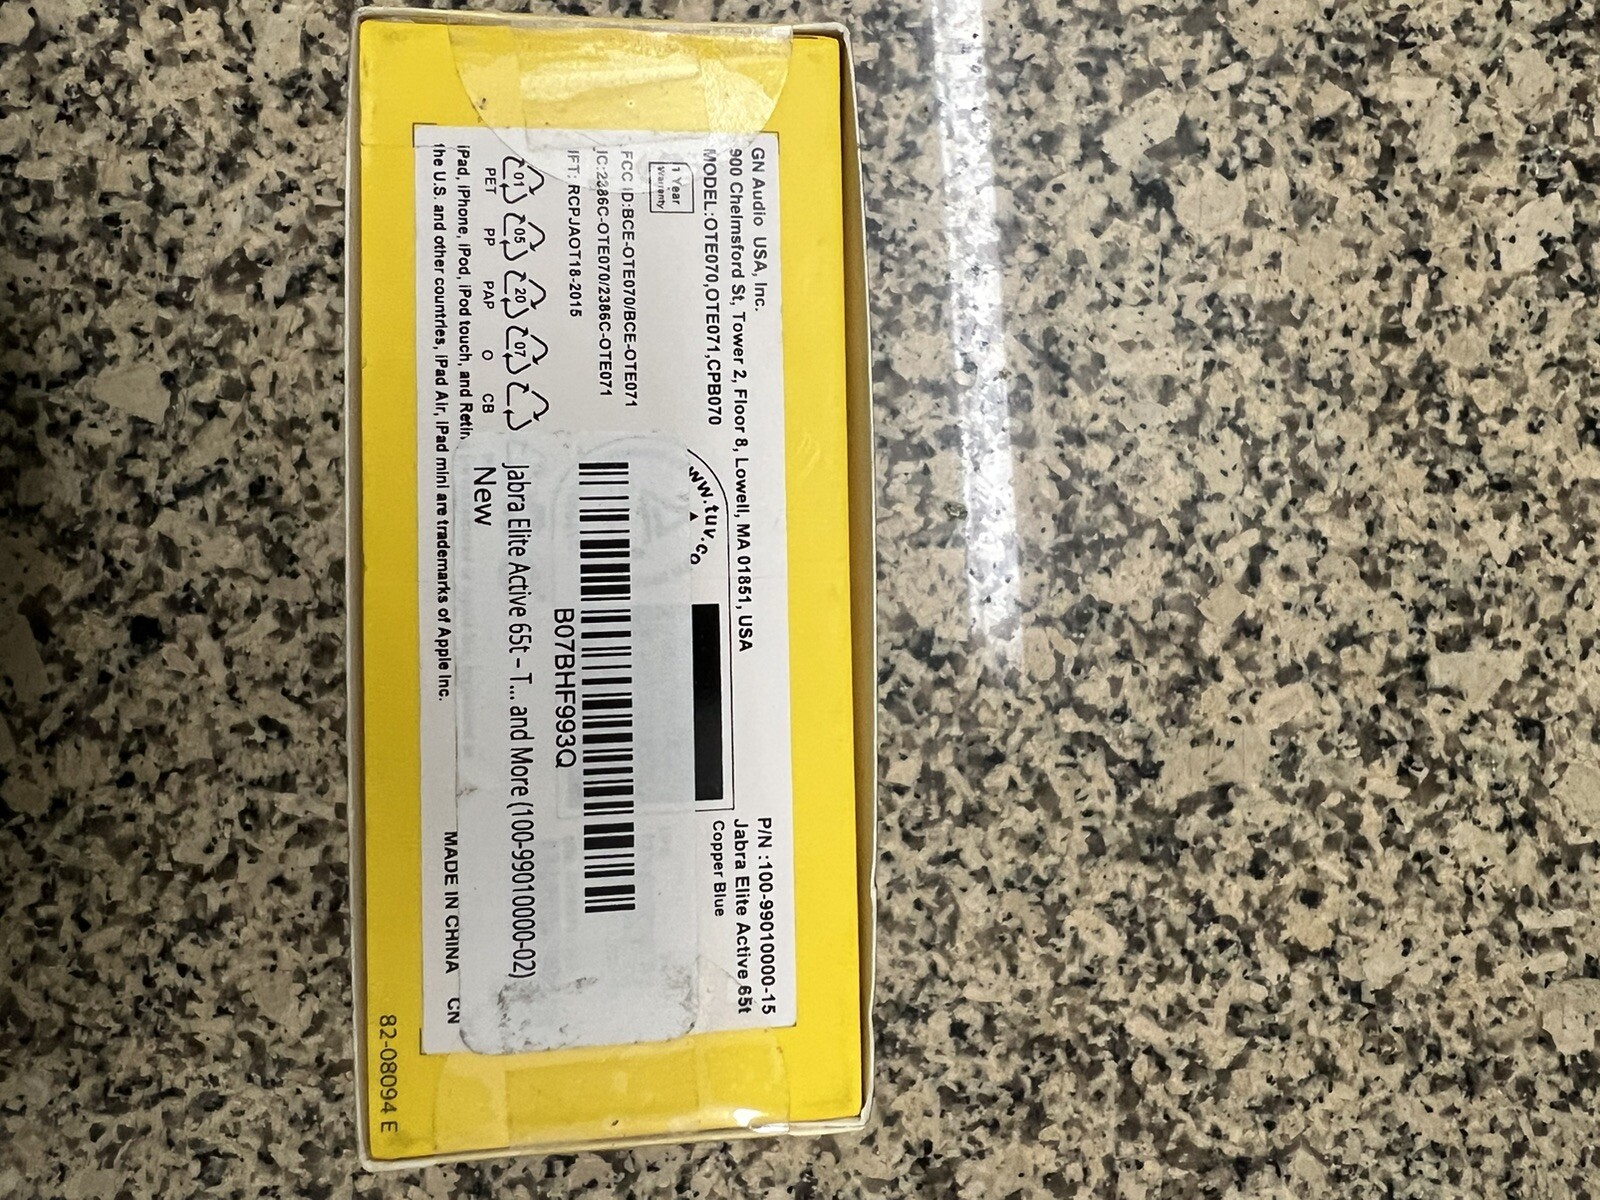 GN Audio USA, Inc.
900 Chelmsford St, Tower 2, Floor 8, Lowell, MA 01851, USA
MODEL:OTE070,OTE071,CPB070
1 Year
Warranty
FCC ID:BCE-OTE070/BCE-OTE071
IC:2386C-OTE070/2386C-OTE071
IFT: RCPJAOT18-2015
01 05 20 07
PET PP PAP O CB
iPad, iPhone, iPod, iPod touch, and Retin
the U.S. and other countries, iPad Air, iPad mini are trademarks of Apple Inc.
ww.tuv.co
P/N :100-99010000-15
Jabra Elite Active 65t
Copper Blue
B07BHF993Q
Jabra Elite Active 65t – T... and More (100-99010000-02)
New
MADE IN CHINA CN
82-08094 E